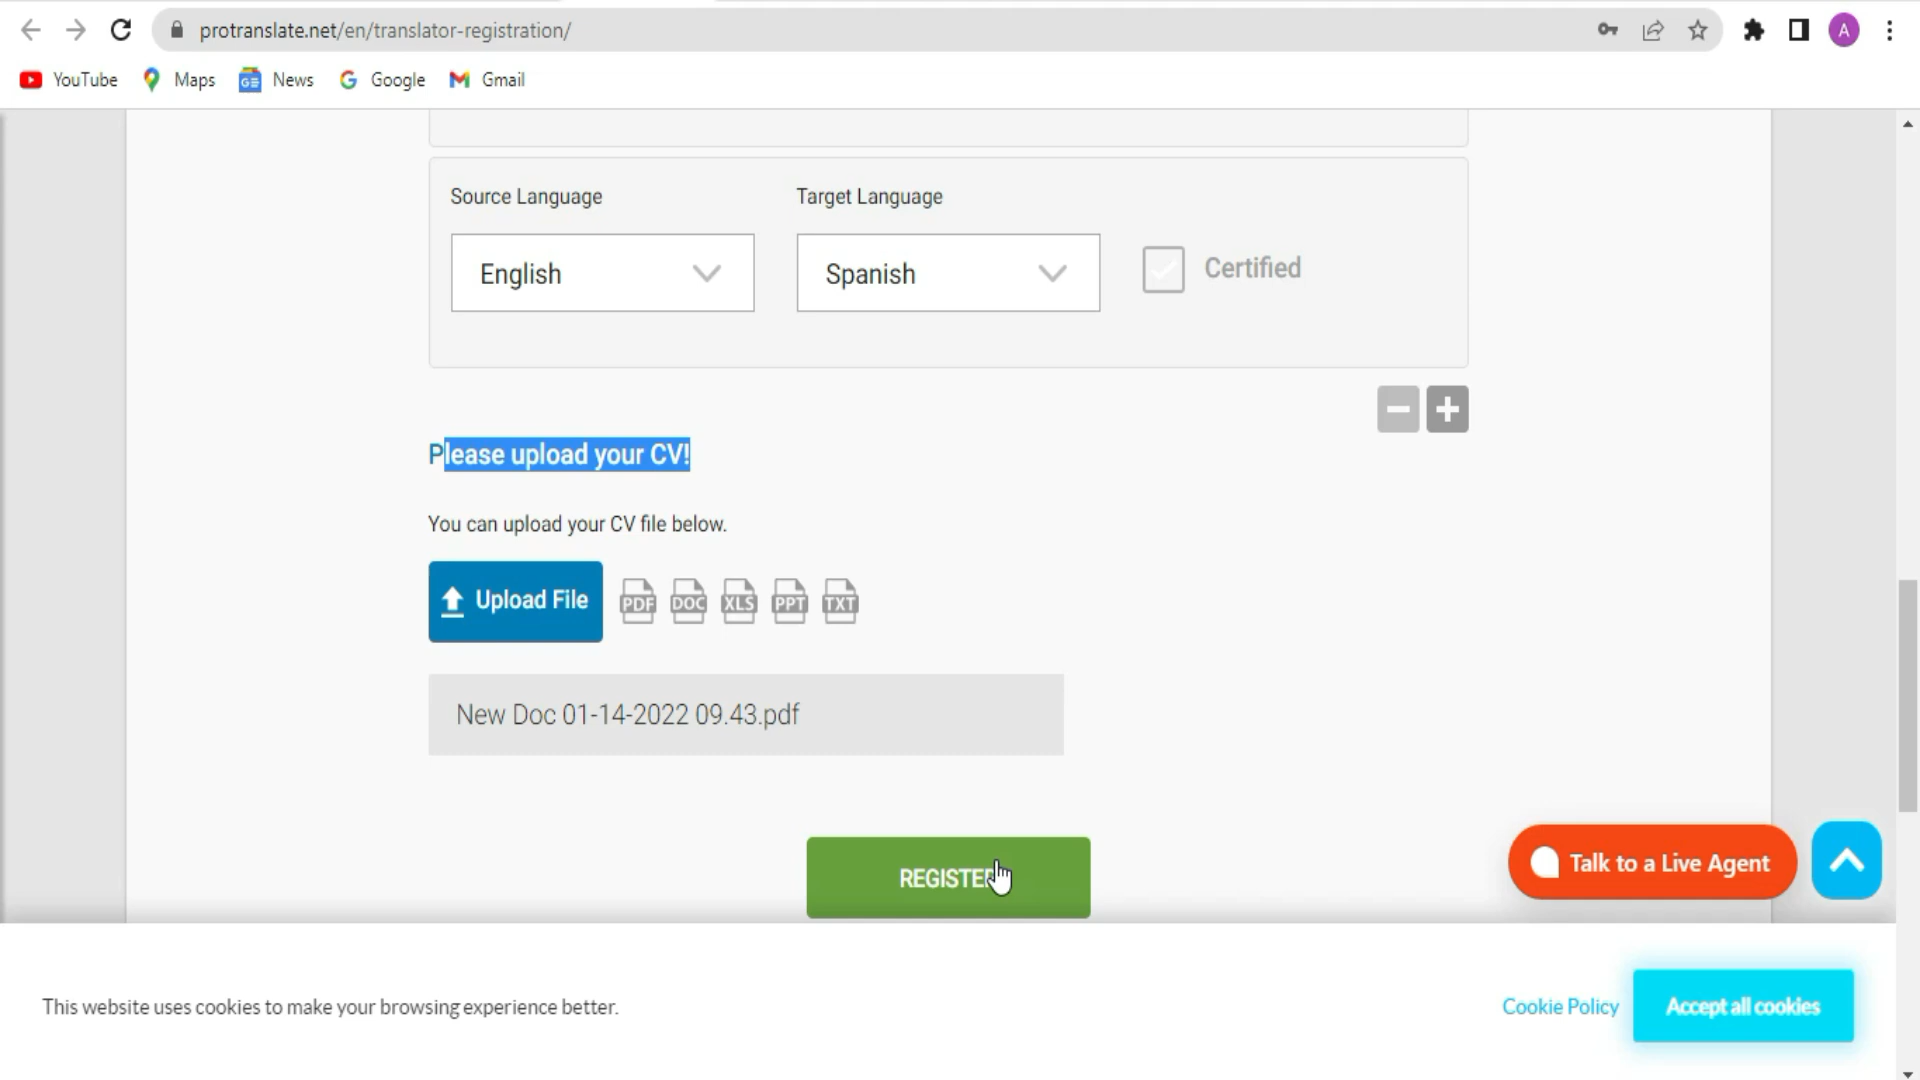 protranslate.net/en/translator-registration/
A
YouTube Maps News Google Gmail
Source Language Target Language
English Spanish Certified
Please upload your CV!
You can upload your CV file below.
Upload File PDF DOC XLS PPT TXT
New Doc 01-14-2022 09.43.pdf
REGISTER
Talk to a Live Agent
This website uses cookies to make your browsing experience better. Cookie Policy Accept all cookies